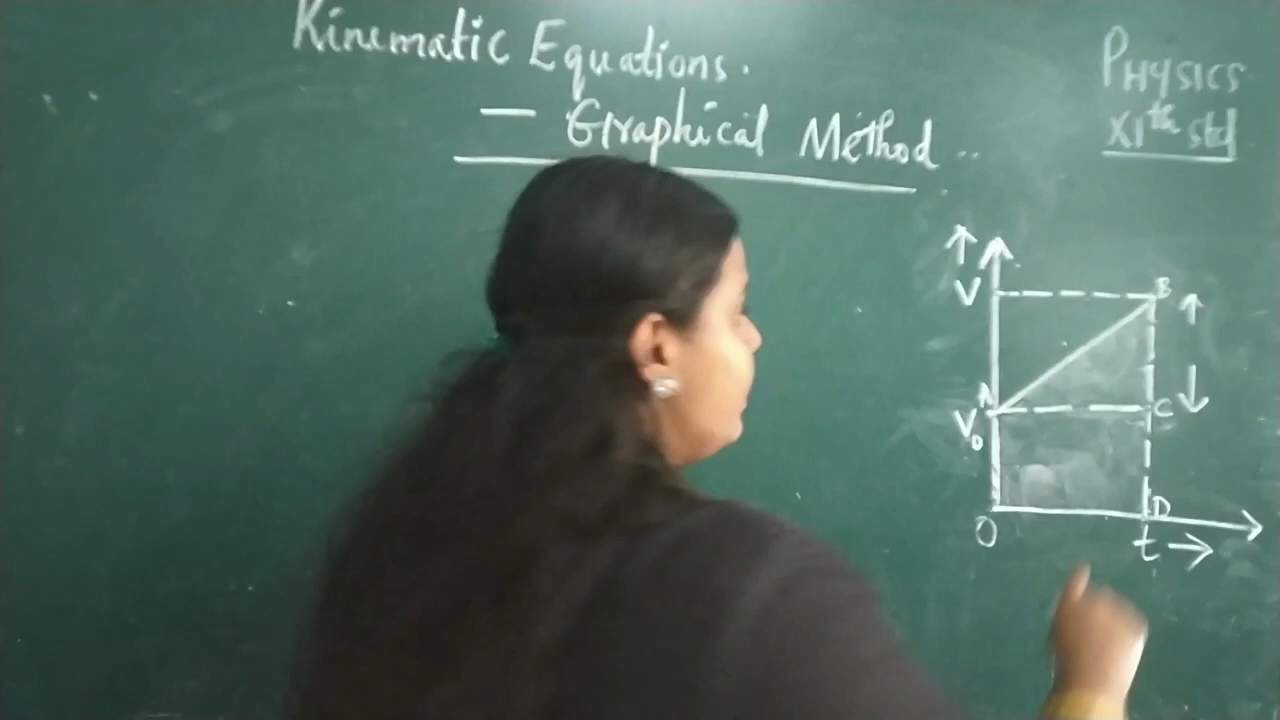 Kinematic Equations.
— Graphical Method ..
PHYSICS
XIth std
V
B
A
C
V0
D
O
t